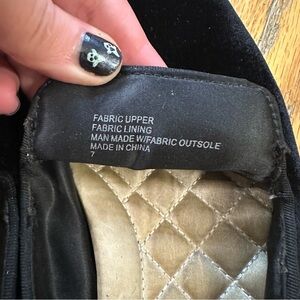 FABRIC UPPER
FABRIC LINING
MAN MADE W/FABRIC OUTSOLE
MADE IN CHINA
7